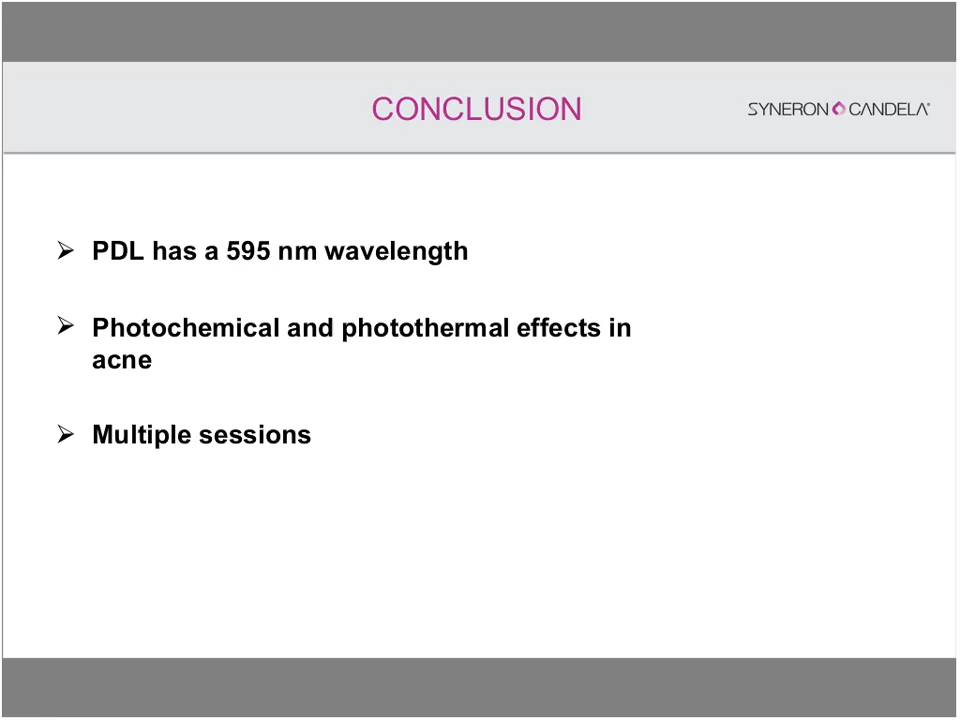 CONCLUSION
SYNERON CANDELA®
➢ PDL has a 595 nm wavelength
➢ Photochemical and photothermal effects in
acne
➢ Multiple sessions